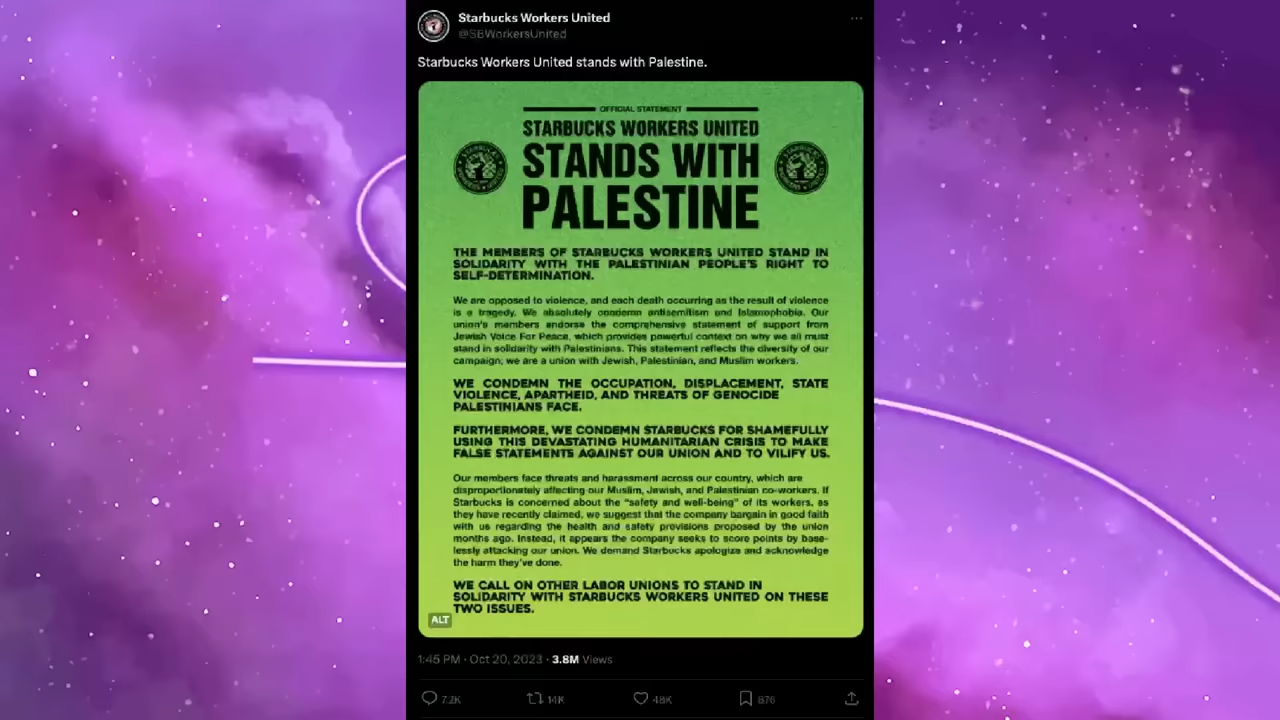 Starbucks Workers United
@SBWorkersUnited
Starbucks Workers United stands with Palestine.
OFFICIAL STATEMENT
STARBUCKS WORKERS UNITED
STANDS WITH
PALESTINE
THE MEMBERS OF STARBUCKS WORKERS UNITED STAND IN
SOLIDARITY WITH THE PALESTINIAN PEOPLE'S RIGHT TO
SELF-DETERMINATION.
We are opposed to violence, and each death occurring as the result of violence
is a tragedy. We absolutely condemn antisemitism and Islamophobia. Our
union's members endorse the comprehensive statement of support from
Jewish Voice For Peace, which provides powerful context on why we all must
stand in solidarity with Palestinians. This statement reflects the diversity of our
campaign; we are a union with Jewish, Palestinian, and Muslim workers.
WE CONDEMN THE OCCUPATION, DISPLACEMENT, STATE
VIOLENCE, APARTHEID, AND THREATS OF GENOCIDE
PALESTINIANS FACE.
FURTHERMORE, WE CONDEMN STARBUCKS FOR SHAMEFULLY
USING THIS DEVASTATING HUMANITARIAN CRISIS TO MAKE
FALSE STATEMENTS AGAINST OUR UNION AND TO VILIFY US.
Our members face threats and harassment across our country, which are
disproportionately affecting our Muslim, Jewish, and Palestinian co-workers. If
Starbucks is concerned about the "safety and well-being" of its workers, as
they have recently claimed, we suggest that the company bargain in good faith
with us regarding the health and safety provisions proposed by the union
months ago. Instead, it appears the company seeks to score points by base-
lessly attacking our union. We demand Starbucks apologize and acknowledge
the harm they've done.
WE CALL ON OTHER LABOR UNIONS TO STAND IN
SOLIDARITY WITH STARBUCKS WORKERS UNITED ON THESE
TWO ISSUES.
ALT
1:45 PM · Oct 20, 2023 · 3.8M Views
7.2K 14K 48K 876